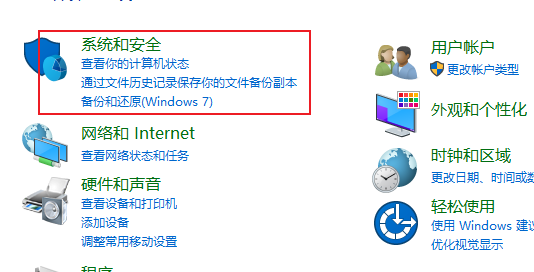 系统和安全
查看你的计算机状态
通过文件历史记录保存你的文件备份副本
备份和还原(Windows 7)
网络和 Internet
查看网络状态和任务
硬件和声音
查看设备和打印机
添加设备
调整常用移动设置
程序
用户帐户
更改帐户类型
外观和个性化
时钟和区域
更改日期、时间或数
轻松使用
使用 Windows 建议
优化视觉显示